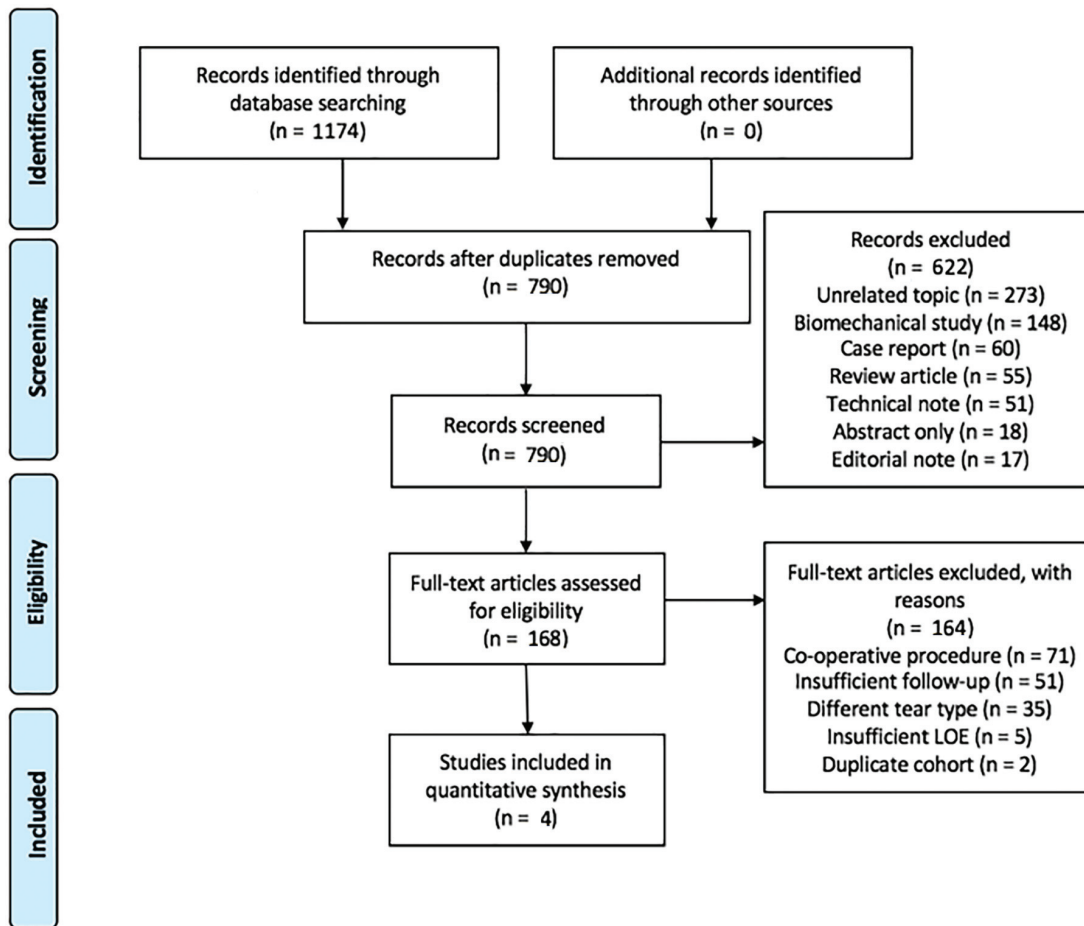 Identification
Records identified through
database searching
(n = 1174)
Additional records identified
through other sources
(n = 0)
Screening
Records after duplicates removed
(n = 790)
Records screened
(n = 790)
Records excluded
(n = 622)
Unrelated topic (n = 273)
Biomechanical study (n = 148)
Case report (n = 60)
Review article (n = 55)
Technical note (n = 51)
Abstract only (n = 18)
Editorial note (n = 17)
Eligibility
Full-text articles assessed
for eligibility
(n = 168)
Full-text articles excluded, with
reasons
(n = 164)
Co-operative procedure (n = 71)
Insufficient follow-up (n = 51)
Different tear type (n = 35)
Insufficient LOE (n = 5)
Duplicate cohort (n = 2)
Included
Studies included in
quantitative synthesis
(n = 4)